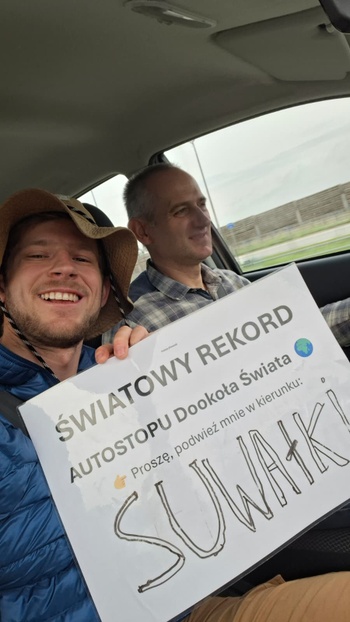 ŚWIATOWY REKORD
AUTOSTOPU Dookoła Świata 🌍
👉 Proszę, podwieź mnie w kierunku:
SUWAŁKI